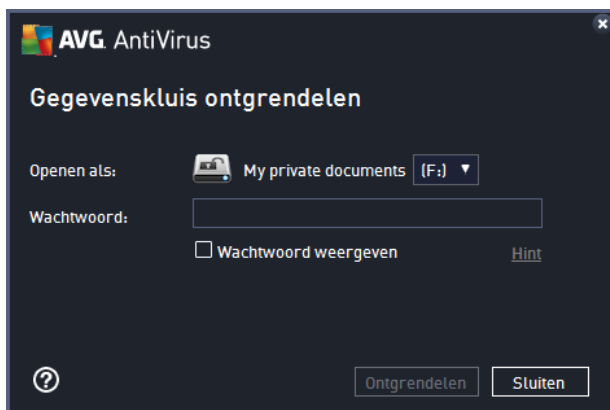 AVG. AntiVirus
Gegevenskluis ontgrendelen
Openen als: My private documents (F:)
Wachtwoord:
Wachtwoord weergeven Hint
? Ontgrendelen Sluiten